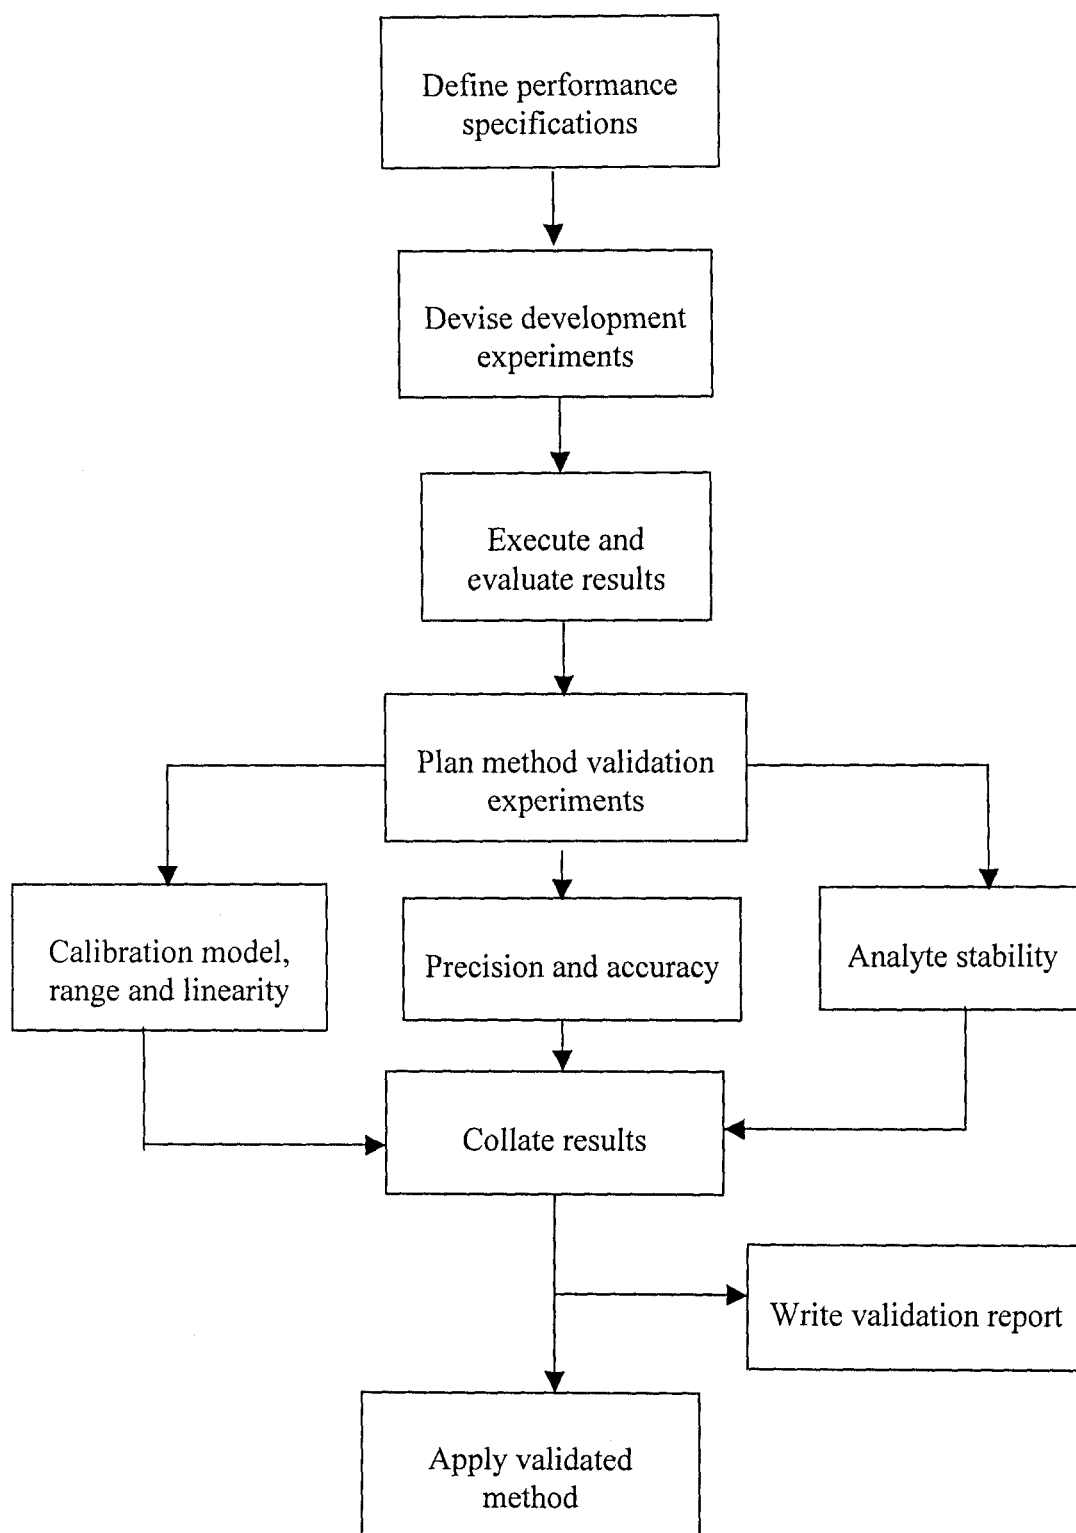 Define performance
specifications
Devise development
experiments
Execute and
evaluate results
Plan method validation
experiments
Calibration model,
range and linearity
Precision and accuracy
Analyte stability
Collate results
Write validation report
Apply validated
method